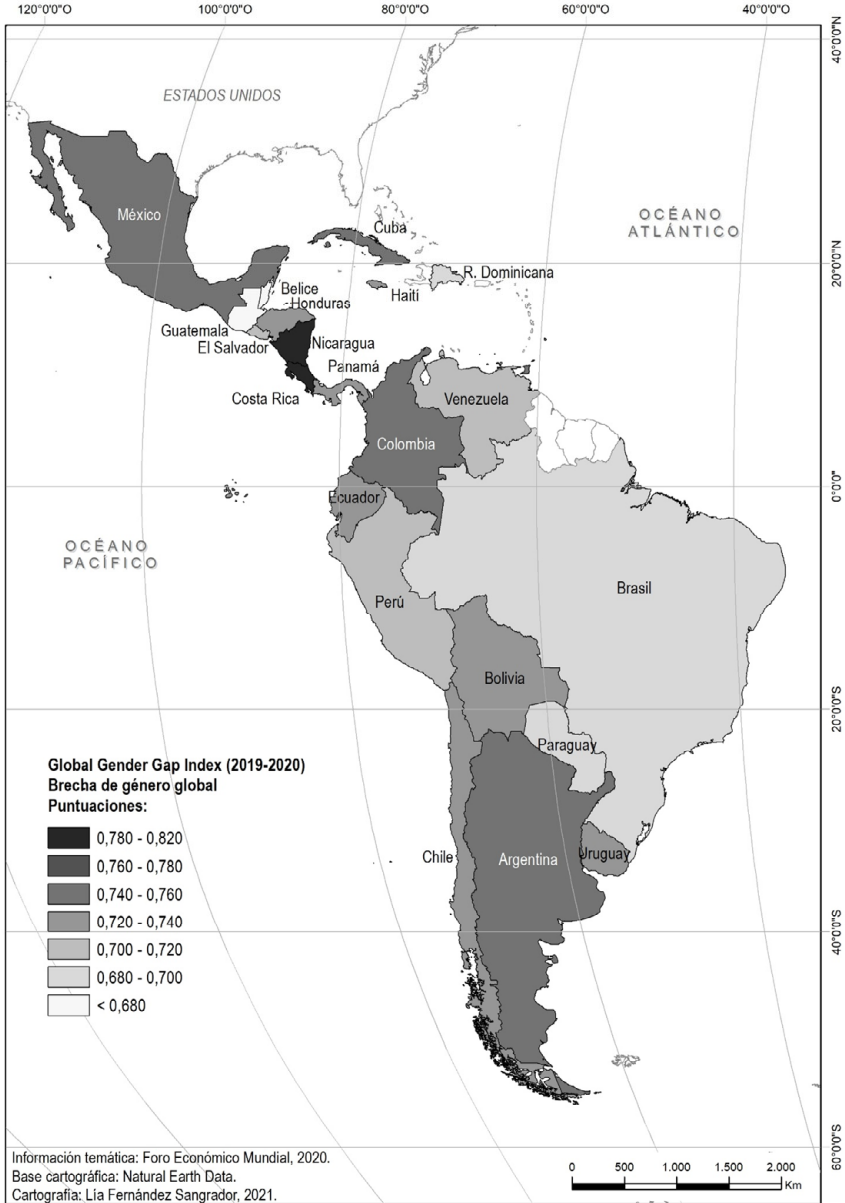 120°0'0"O
100°0'0"O
80°0'0"O
60°0'0"O
40°0'0"O
40°0'0"N
ESTADOS UNIDOS
México
Cuba
OCÉANO
ATLÁNTICO
20°0'0"N
R. Dominicana
Haití
Belice
Honduras
Guatemala
El Salvador
Nicaragua
Panamá
Costa Rica
Venezuela
Colombia
Ecuador
0°0'0"
OCÉANO
PACÍFICO
Perú
Brasil
Bolivia
20°0'0"S
Paraguay
Global Gender Gap Index (2019-2020)
Brecha de género global
Puntuaciones:
0,780 - 0,820
0,760 - 0,780
0,740 - 0,760
0,720 - 0,740
0,700 - 0,720
0,680 - 0,700
< 0,680
Chile
Argentina
Uruguay
40°0'0"S
60°0'0"S
Información temática: Foro Económico Mundial, 2020.
Base cartográfica: Natural Earth Data.
Cartografía: Lía Fernández Sangrador, 2021.
0 500 1.000 1.500 2.000
Km